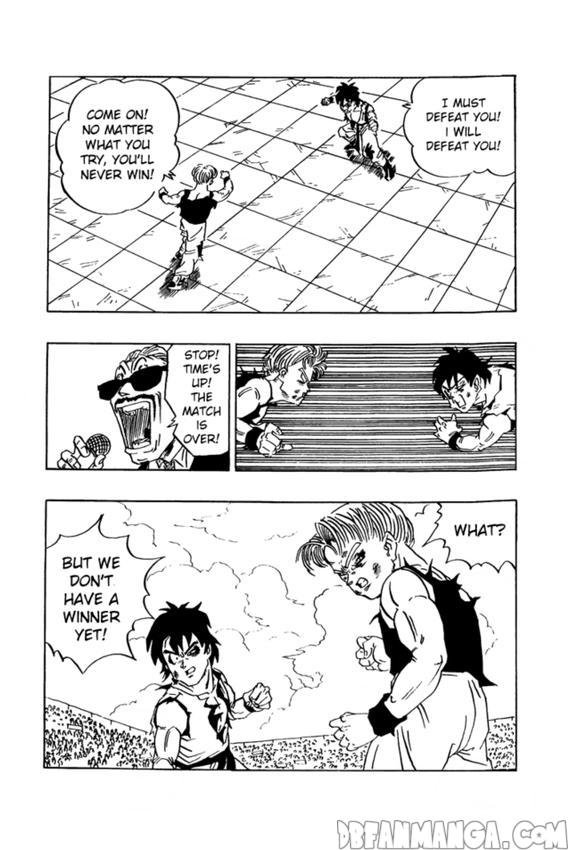 COME ON!
NO MATTER
WHAT YOU
TRY, YOU'LL
NEVER WIN!
I MUST
DEFEAT YOU!
I WILL
DEFEAT YOU!
STOP!
TIME'S
UP!
THE
MATCH
IS
OVER!
WHAT?
BUT WE
DON'T
HAVE A
WINNER
YET!
DBFANMANGA.COM